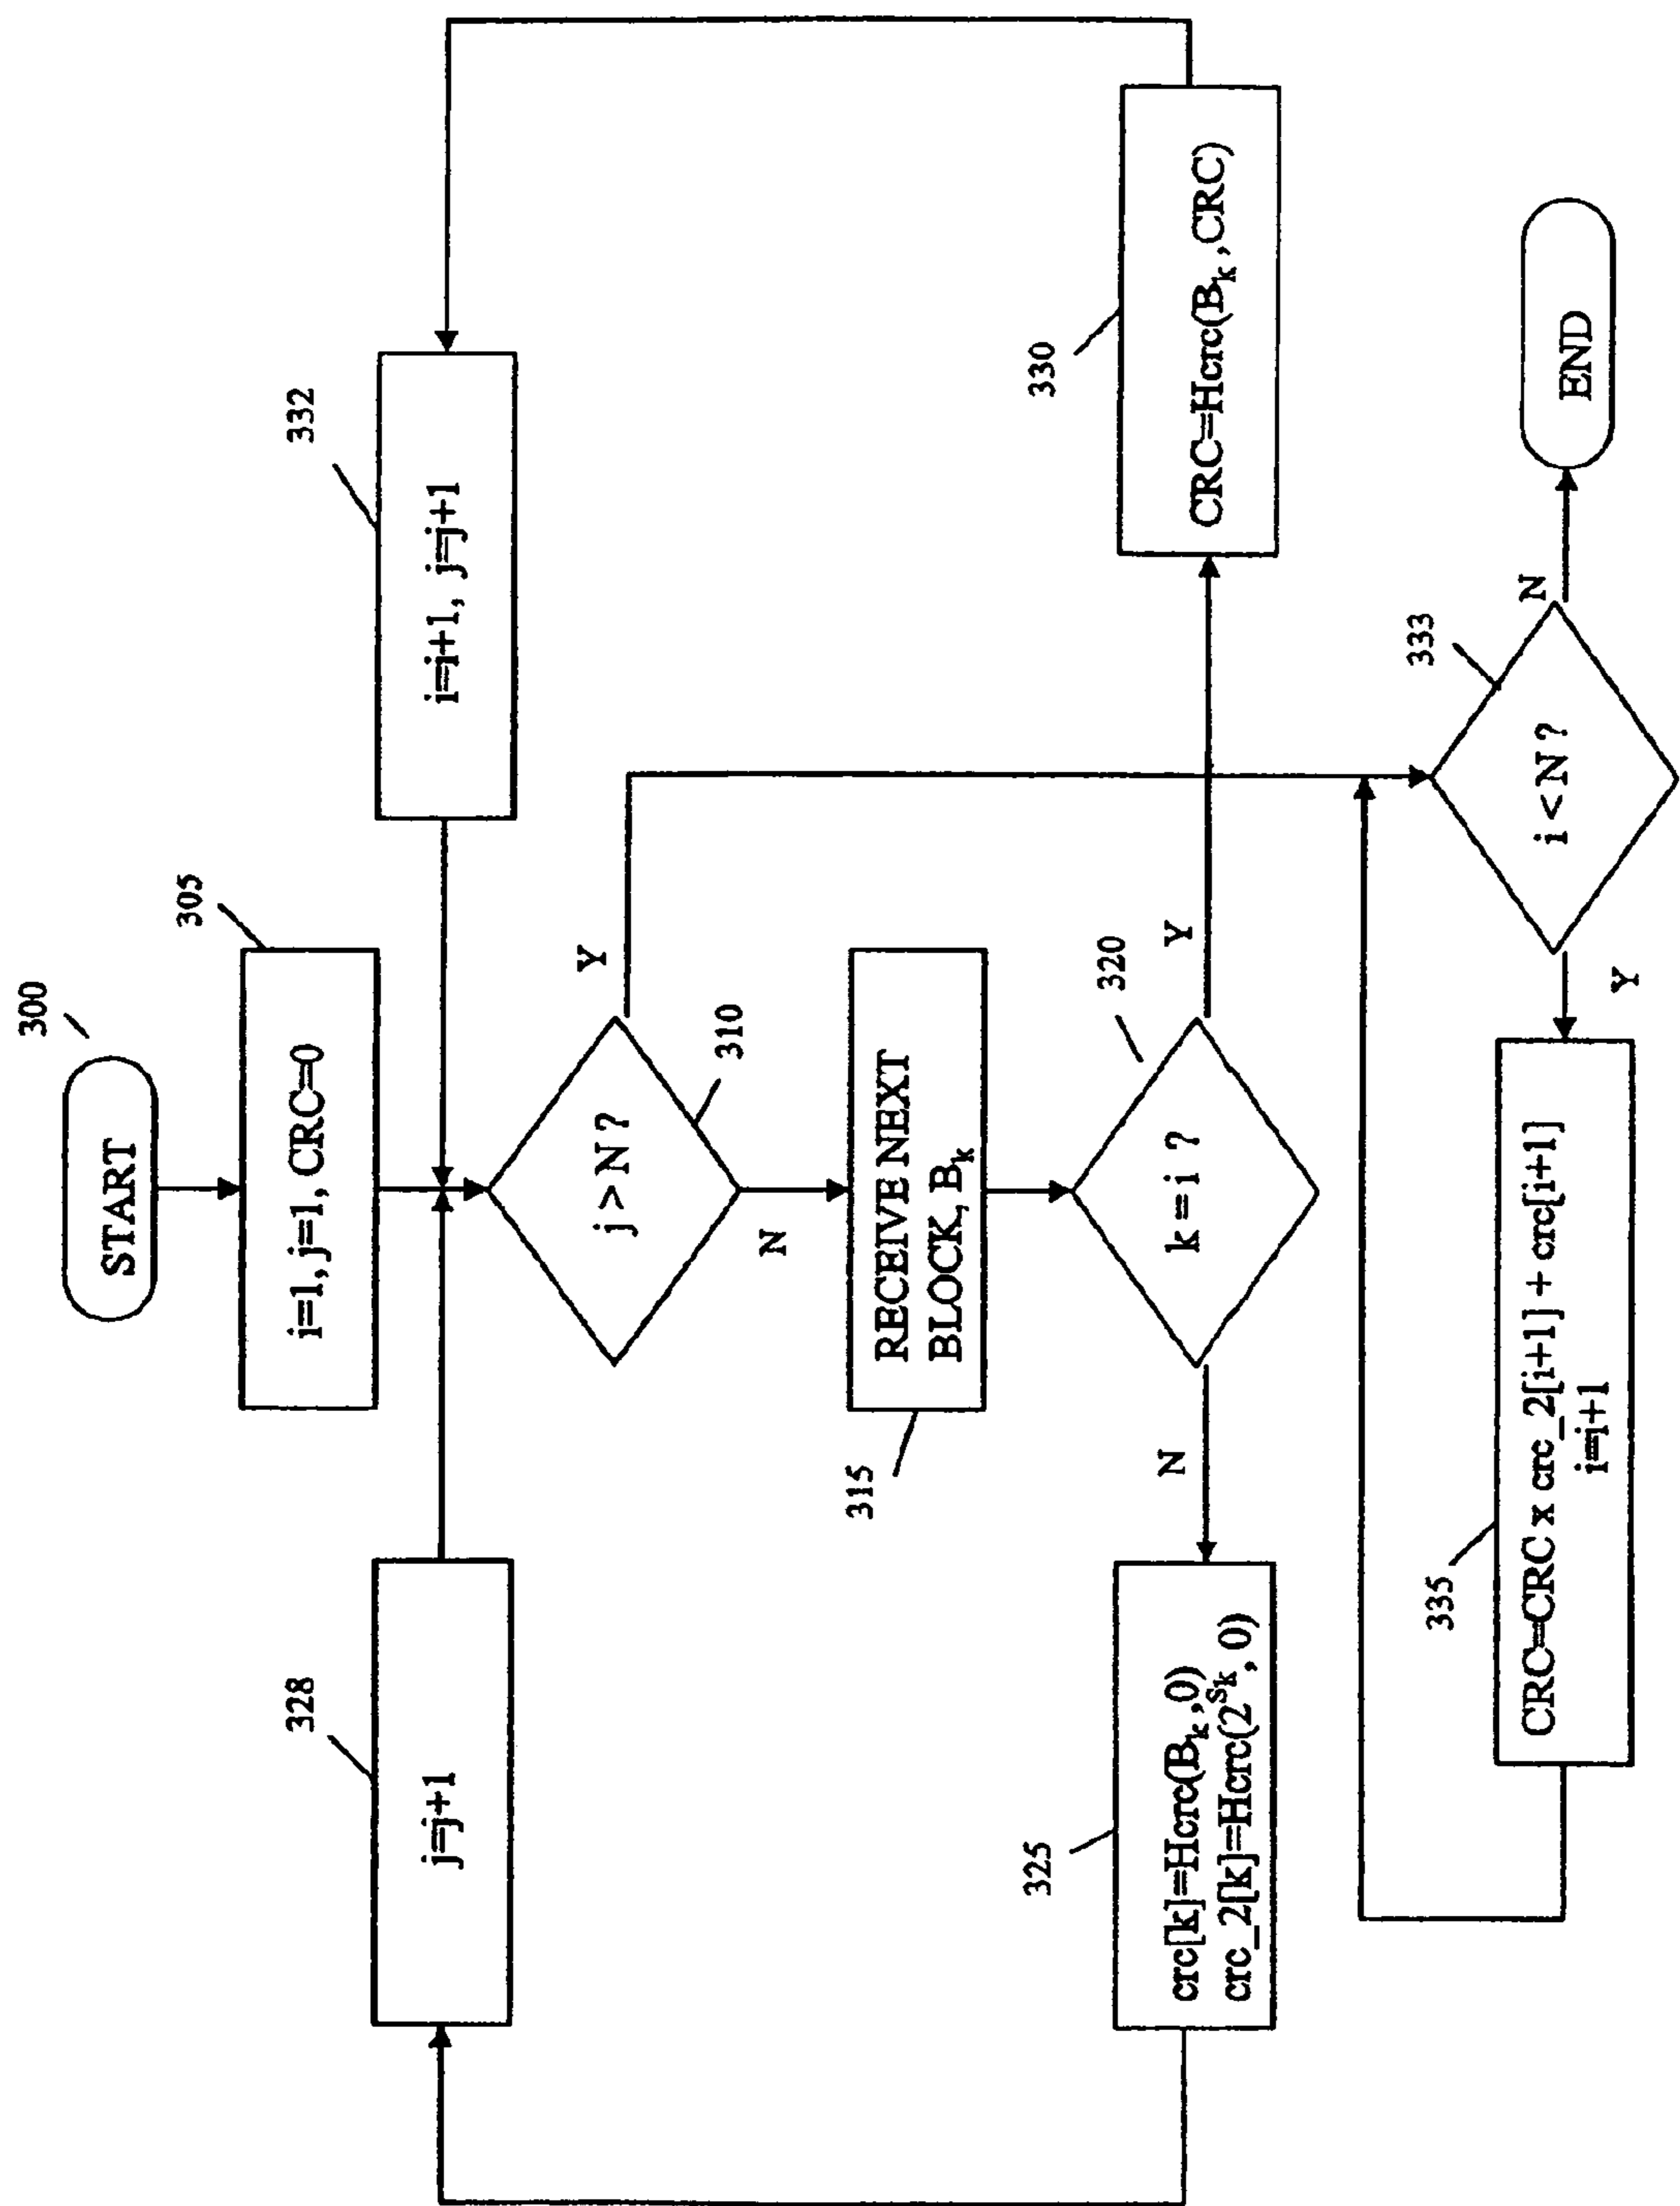 300
START
305
i=1, j=1, CRC=0
328
j=j+1
332
i=i+1, j=j+1
310
j > N ?
Y
N
315
RECEIVE NEXT
BLOCK, Bk
320
k = i ?
Y
N
325
crc[k]=Hcrc(Bk,0)
crc_2[k]=Hcrc(2^Sk, 0)
330
CRC=Hcrc(Bk, CRC)
333
i < N ?
N
Y
END
335
CRC=CRC x crc_2[i+1] + crc[i+1]
i=i+1